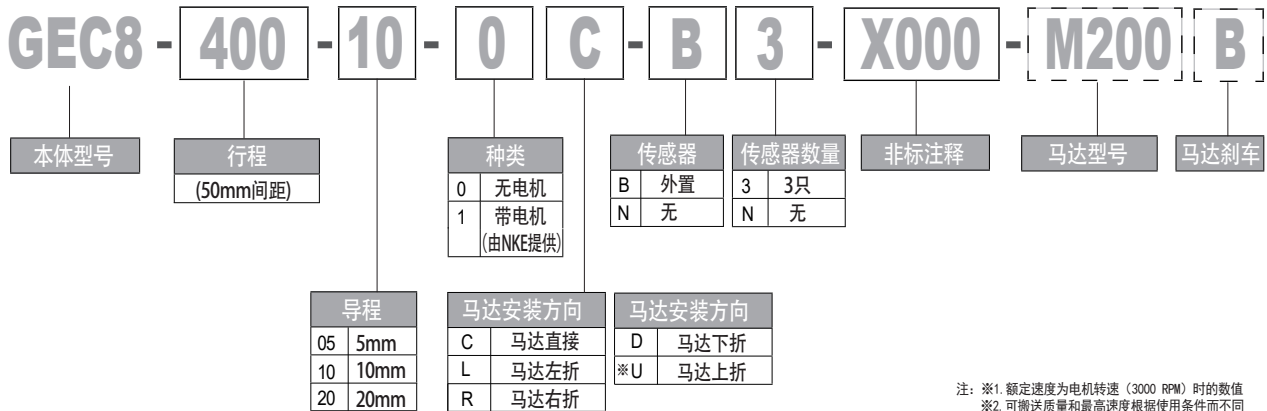 GEC8 - 400 - 10 - 0 C - B 3 - X000 - M200 B
本体型号
行程
(50mm间距)
种类
0 无电机
1 带电机
(由NKE提供)
传感器
B 外置
N 无
传感器数量
3 3只
N 无
非标注释
马达型号
马达刹车
导程
05 5mm
10 10mm
20 20mm
马达安装方向
C 马达直接
L 马达左折
R 马达右折
马达安装方向
D 马达下折
※U 马达上折
注：※1.额定速度为电机转速（3000 RPM）时的数值
※2.可搬送质量和最高速度根据使用条件而不同